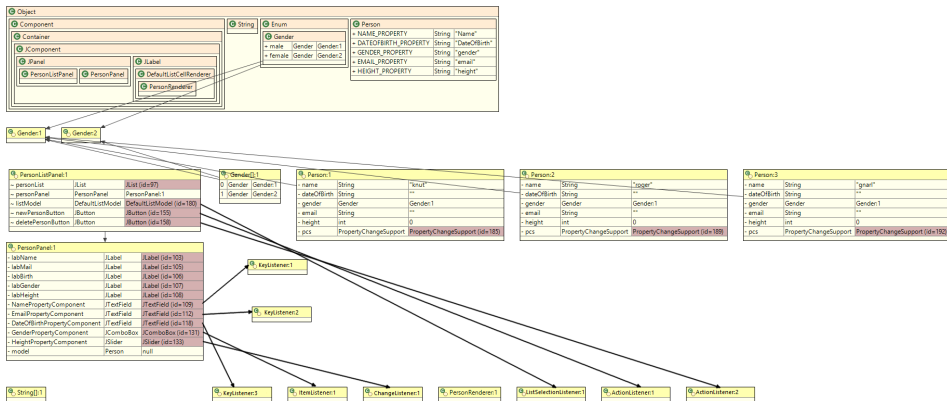 Object
Component
Container
JComponent
JPanel
PersonListPanel
PersonPanel
JLabel
DefaultListCellRenderer
PersonRenderer
String
Enum
Gender
+ male Gender Gender:1
+ female Gender Gender:2
Person
+ NAME_PROPERTY String "Name"
+ DATEOFBIRTH_PROPERTY String "DateOfBirth"
+ GENDER_PROPERTY String "gender"
+ EMAIL_PROPERTY String "email"
+ HEIGHT_PROPERTY String "height"
Gender:1
Gender:2
PersonListPanel:1
~ personList JList JList (id=97)
~ personPanel PersonPanel PersonPanel:1
~ listModel DefaultListModel DefaultListModel (id=180)
~ newPersonButton JButton JButton (id=155)
~ deletePersonButton JButton JButton (id=158)
Gender[]:1
0 Gender Gender:1
1 Gender Gender:2
Person:1
- name String "knut"
- dateOfBirth String ""
- gender Gender Gender:1
- email String ""
- height int 0
- pcs PropertyChangeSupport PropertyChangeSupport (id=185)
Person:2
- name String "roger"
- dateOfBirth String ""
- gender Gender Gender:1
- email String ""
- height int 0
- pcs PropertyChangeSupport PropertyChangeSupport (id=189)
Person:3
- name String "gnarl"
- dateOfBirth String ""
- gender Gender Gender:1
- email String ""
- height int 0
- pcs PropertyChangeSupport PropertyChangeSupport (id=192)
PersonPanel:1
- labName JLabel JLabel (id=103)
- labMail JLabel JLabel (id=105)
- labBirth JLabel JLabel (id=106)
- labGender JLabel JLabel (id=107)
- labHeight JLabel JLabel (id=108)
- NamePropertyComponent JTextField JTextField (id=109)
- EmailPropertyComponent JTextField JTextField (id=112)
- DateOfBirthPropertyComponent JTextField JTextField (id=118)
- GenderPropertyComponent JComboBox JComboBox (id=131)
- HeightPropertyComponent JSlider JSlider (id=133)
- model Person null
KeyListener:1
KeyListener:2
String[]:1
KeyListener:3
ItemListener:1
ChangeListener:1
PersonRenderer:1
ListSelectionListener:1
ActionListener:1
ActionListener:2